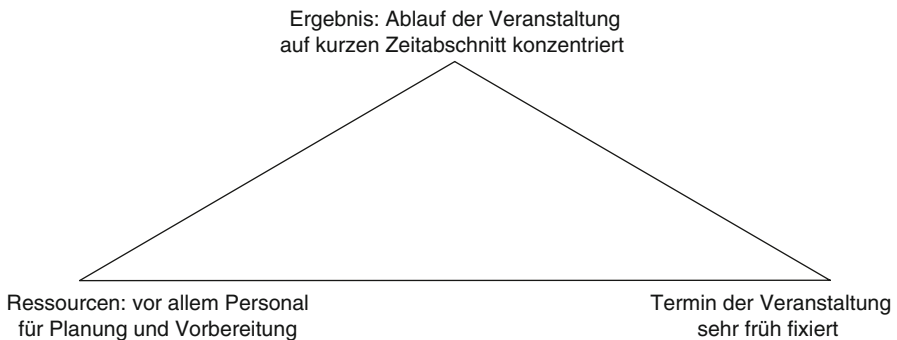 Ergebnis: Ablauf der Veranstaltung
auf kurzen Zeitabschnitt konzentriert
Ressourcen: vor allem Personal
für Planung und Vorbereitung
Termin der Veranstaltung
sehr früh fixiert